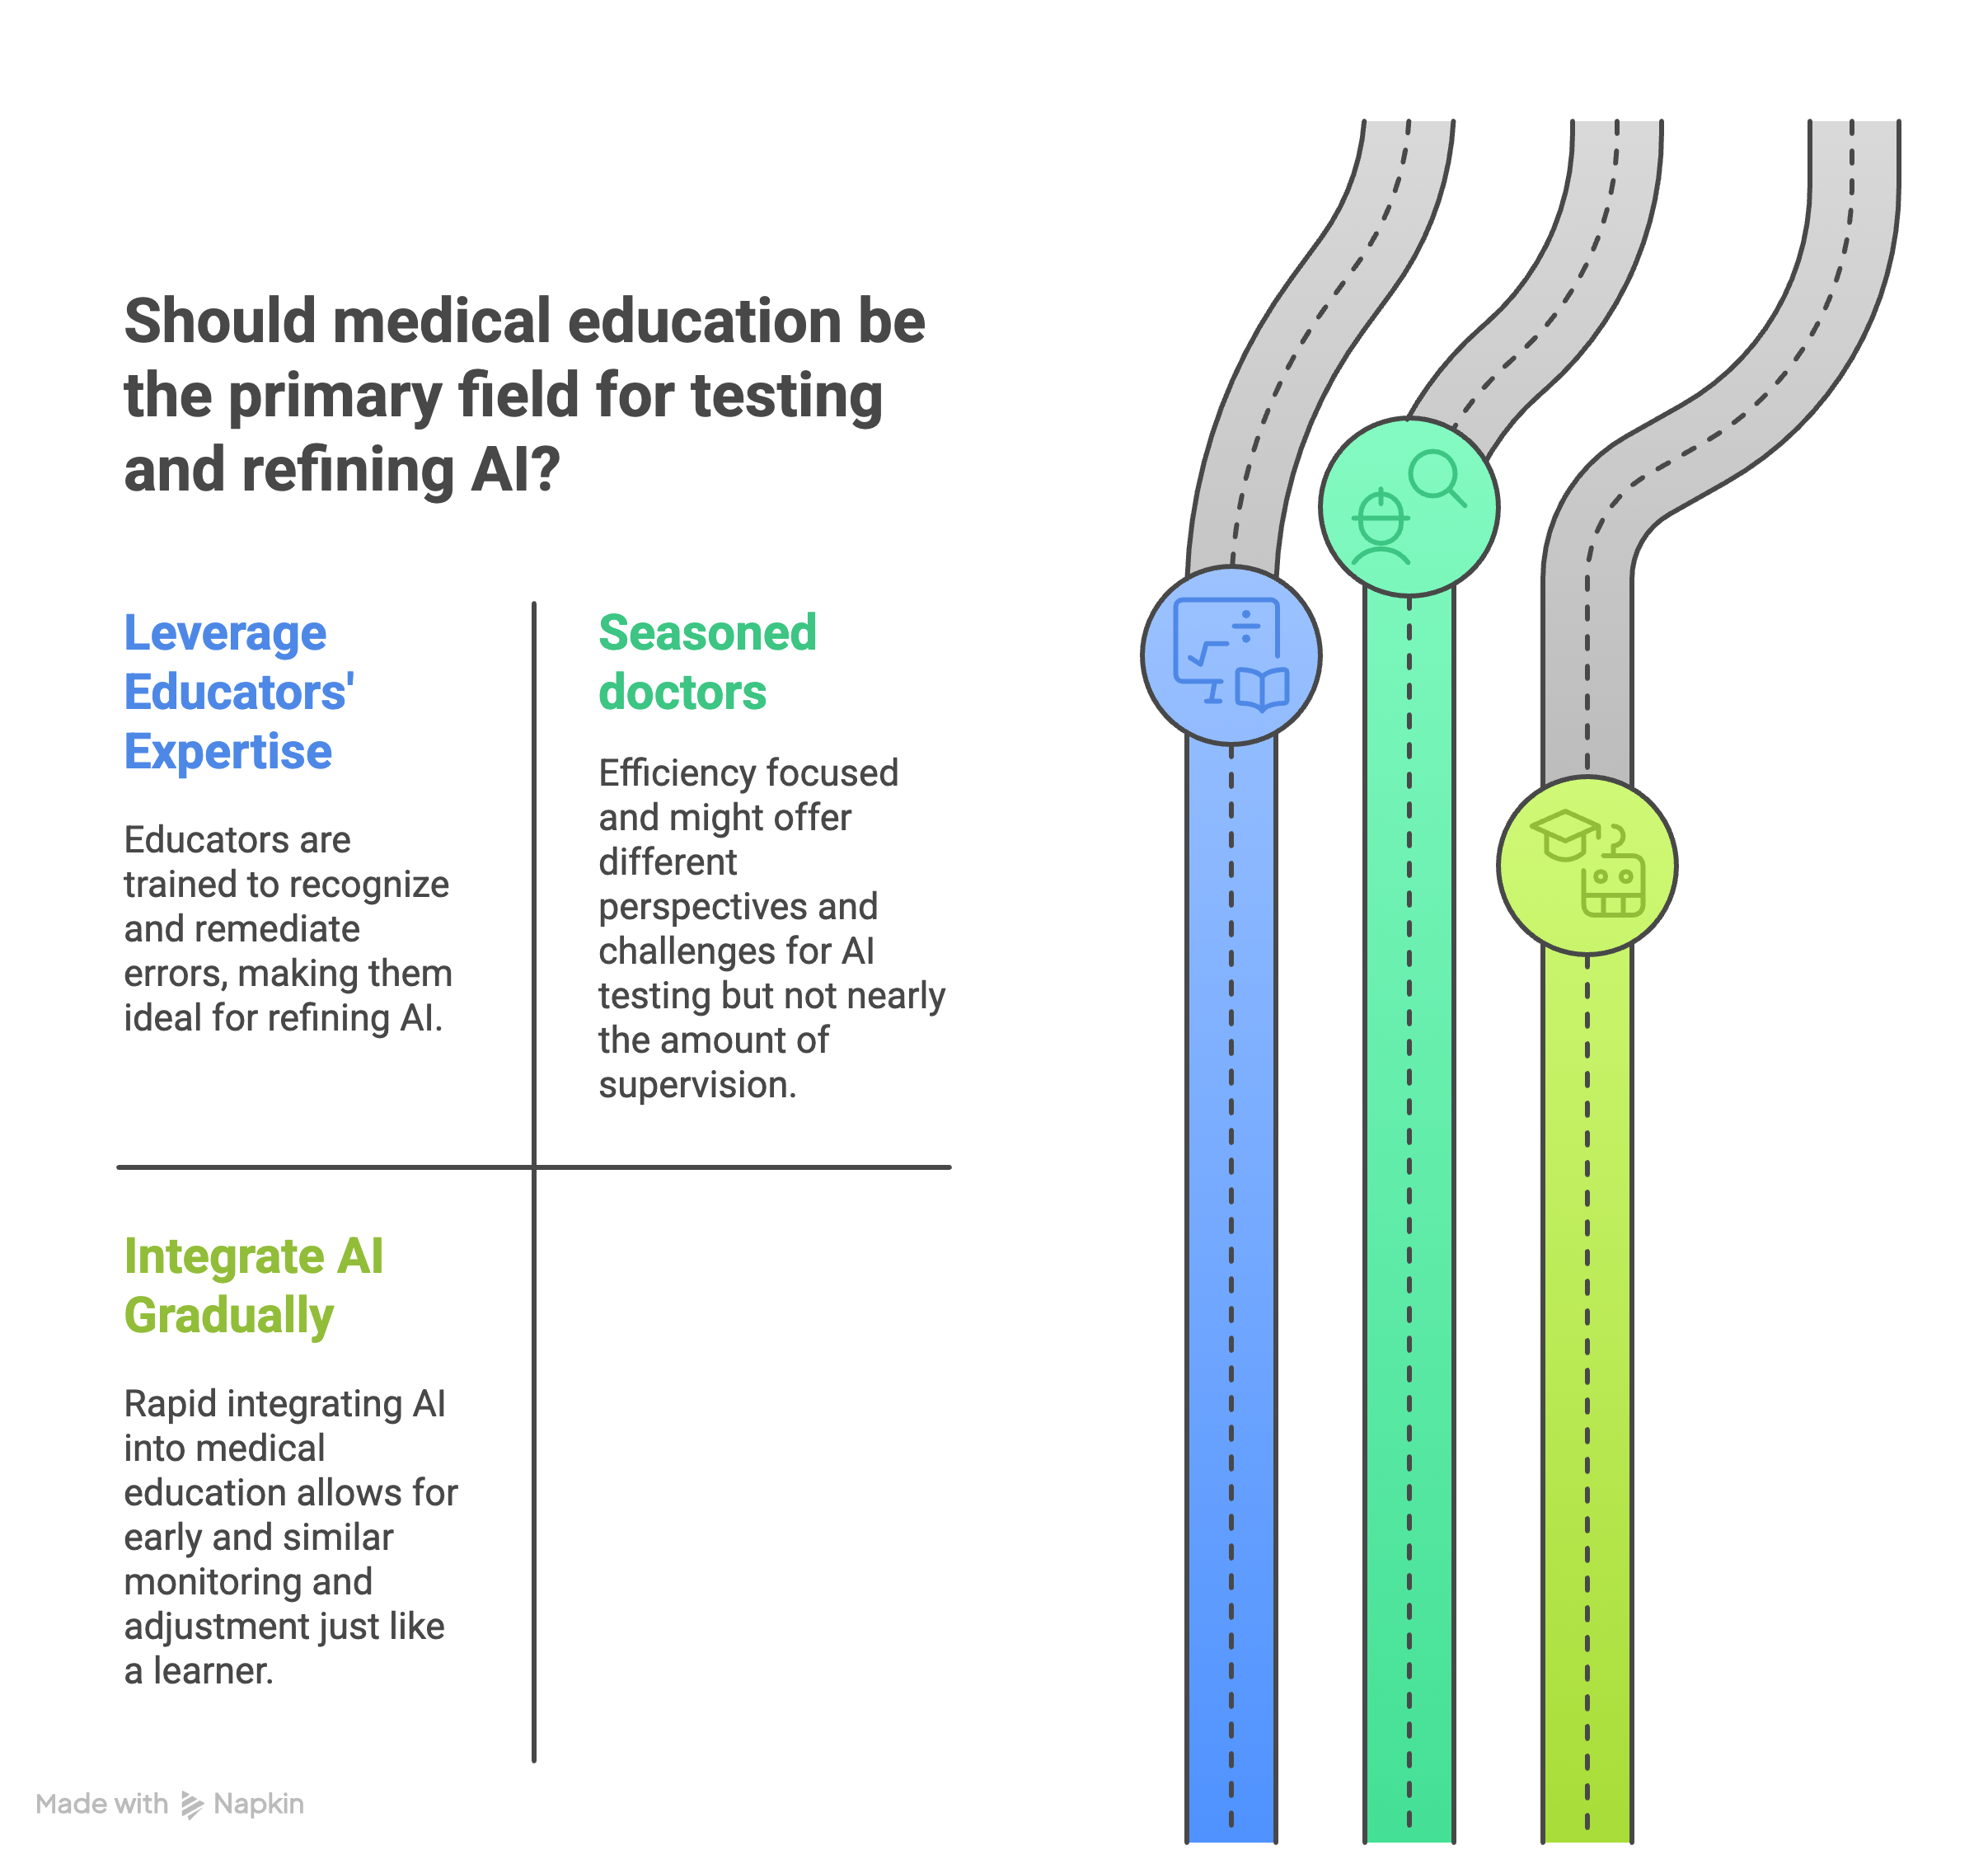 Should medical education be
the primary field for testing
and refining AI?
Leverage
Educators'
Expertise
Educators are
trained to recognize
and remediate
errors, making them
ideal for refining AI.
Seasoned
doctors
Efficiency focused
and might offer
different
perspectives and
challenges for AI
testing but not nearly
the amount of
supervision.
Integrate AI
Gradually
Rapid integrating AI
into medical
education allows for
early and similar
monitoring and
adjustment just like
a learner.
Made with Napkin